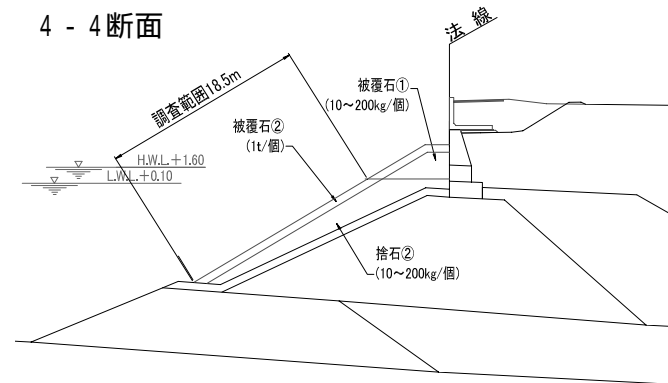 4 - 4断面
法 線
調査範囲18.5m
被覆石①
(10～200kg/個)
被覆石②
(1t/個)
H.W.L.+1.60
L.W.L.+0.10
捨石②
(10～200kg/個)